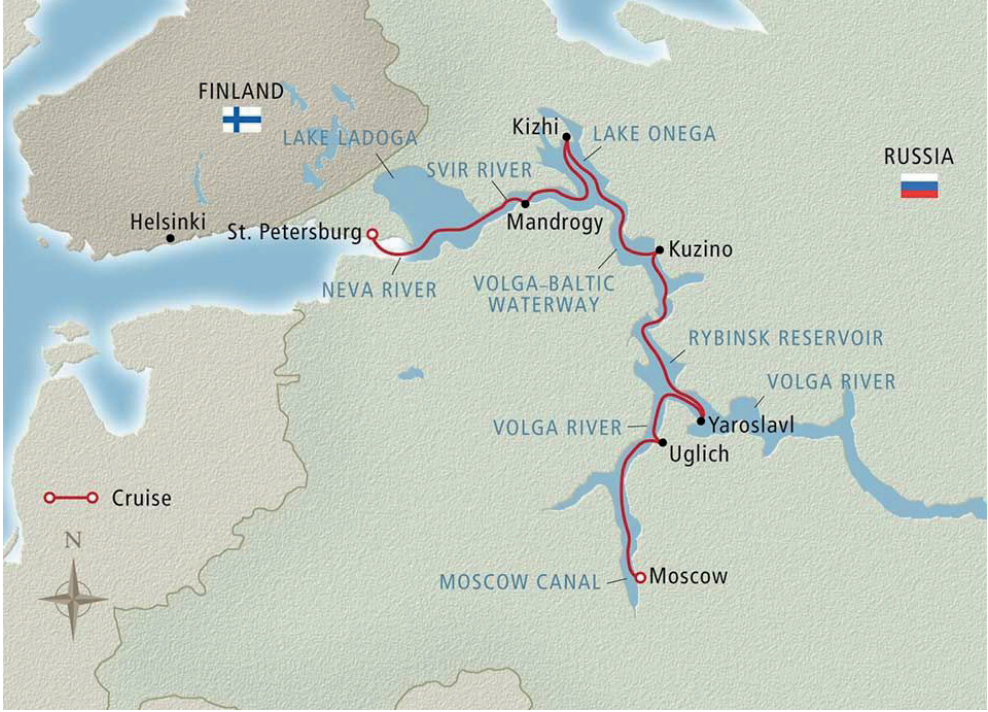 FINLAND
LAKE LADOGA
Kizhi
LAKE ONEGA
RUSSIA
SVIR RIVER
Helsinki
St. Petersburg
Mandrogy
Kuzino
NEVA RIVER
VOLGA-BALTIC
WATERWAY
RYBINSK RESERVOIR
VOLGA RIVER
VOLGA RIVER
Yaroslavl
Uglich
Cruise
N
MOSCOW CANAL
Moscow